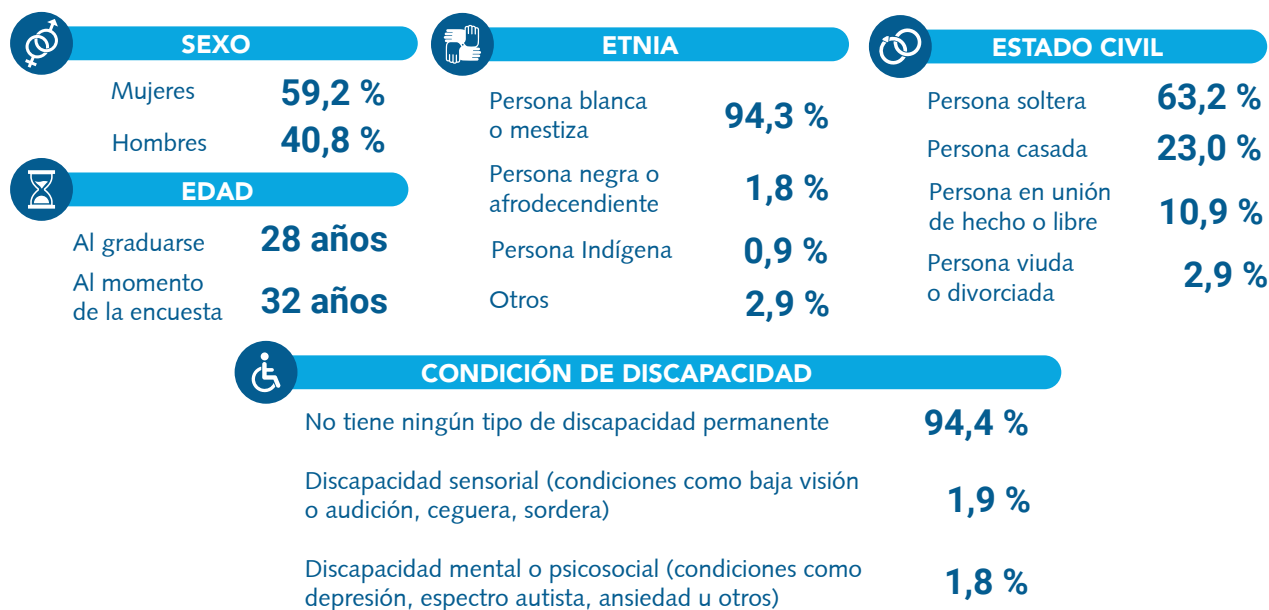 SEXO
Mujeres 59,2 %
Hombres 40,8 %
EDAD
Al graduarse 28 años
Al momento
de la encuesta 32 años
ETNIA
Persona blanca
o mestiza 94,3 %
Persona negra o
afrodecendiente 1,8 %
Persona Indígena 0,9 %
Otros 2,9 %
ESTADO CIVIL
Persona soltera 63,2 %
Persona casada 23,0 %
Persona en unión
de hecho o libre 10,9 %
Persona viuda
o divorciada 2,9 %
CONDICIÓN DE DISCAPACIDAD
No tiene ningún tipo de discapacidad permanente 94,4 %
Discapacidad sensorial (condiciones como baja visión
o audición, ceguera, sordera) 1,9 %
Discapacidad mental o psicosocial (condiciones como
depresión, espectro autista, ansiedad u otros) 1,8 %